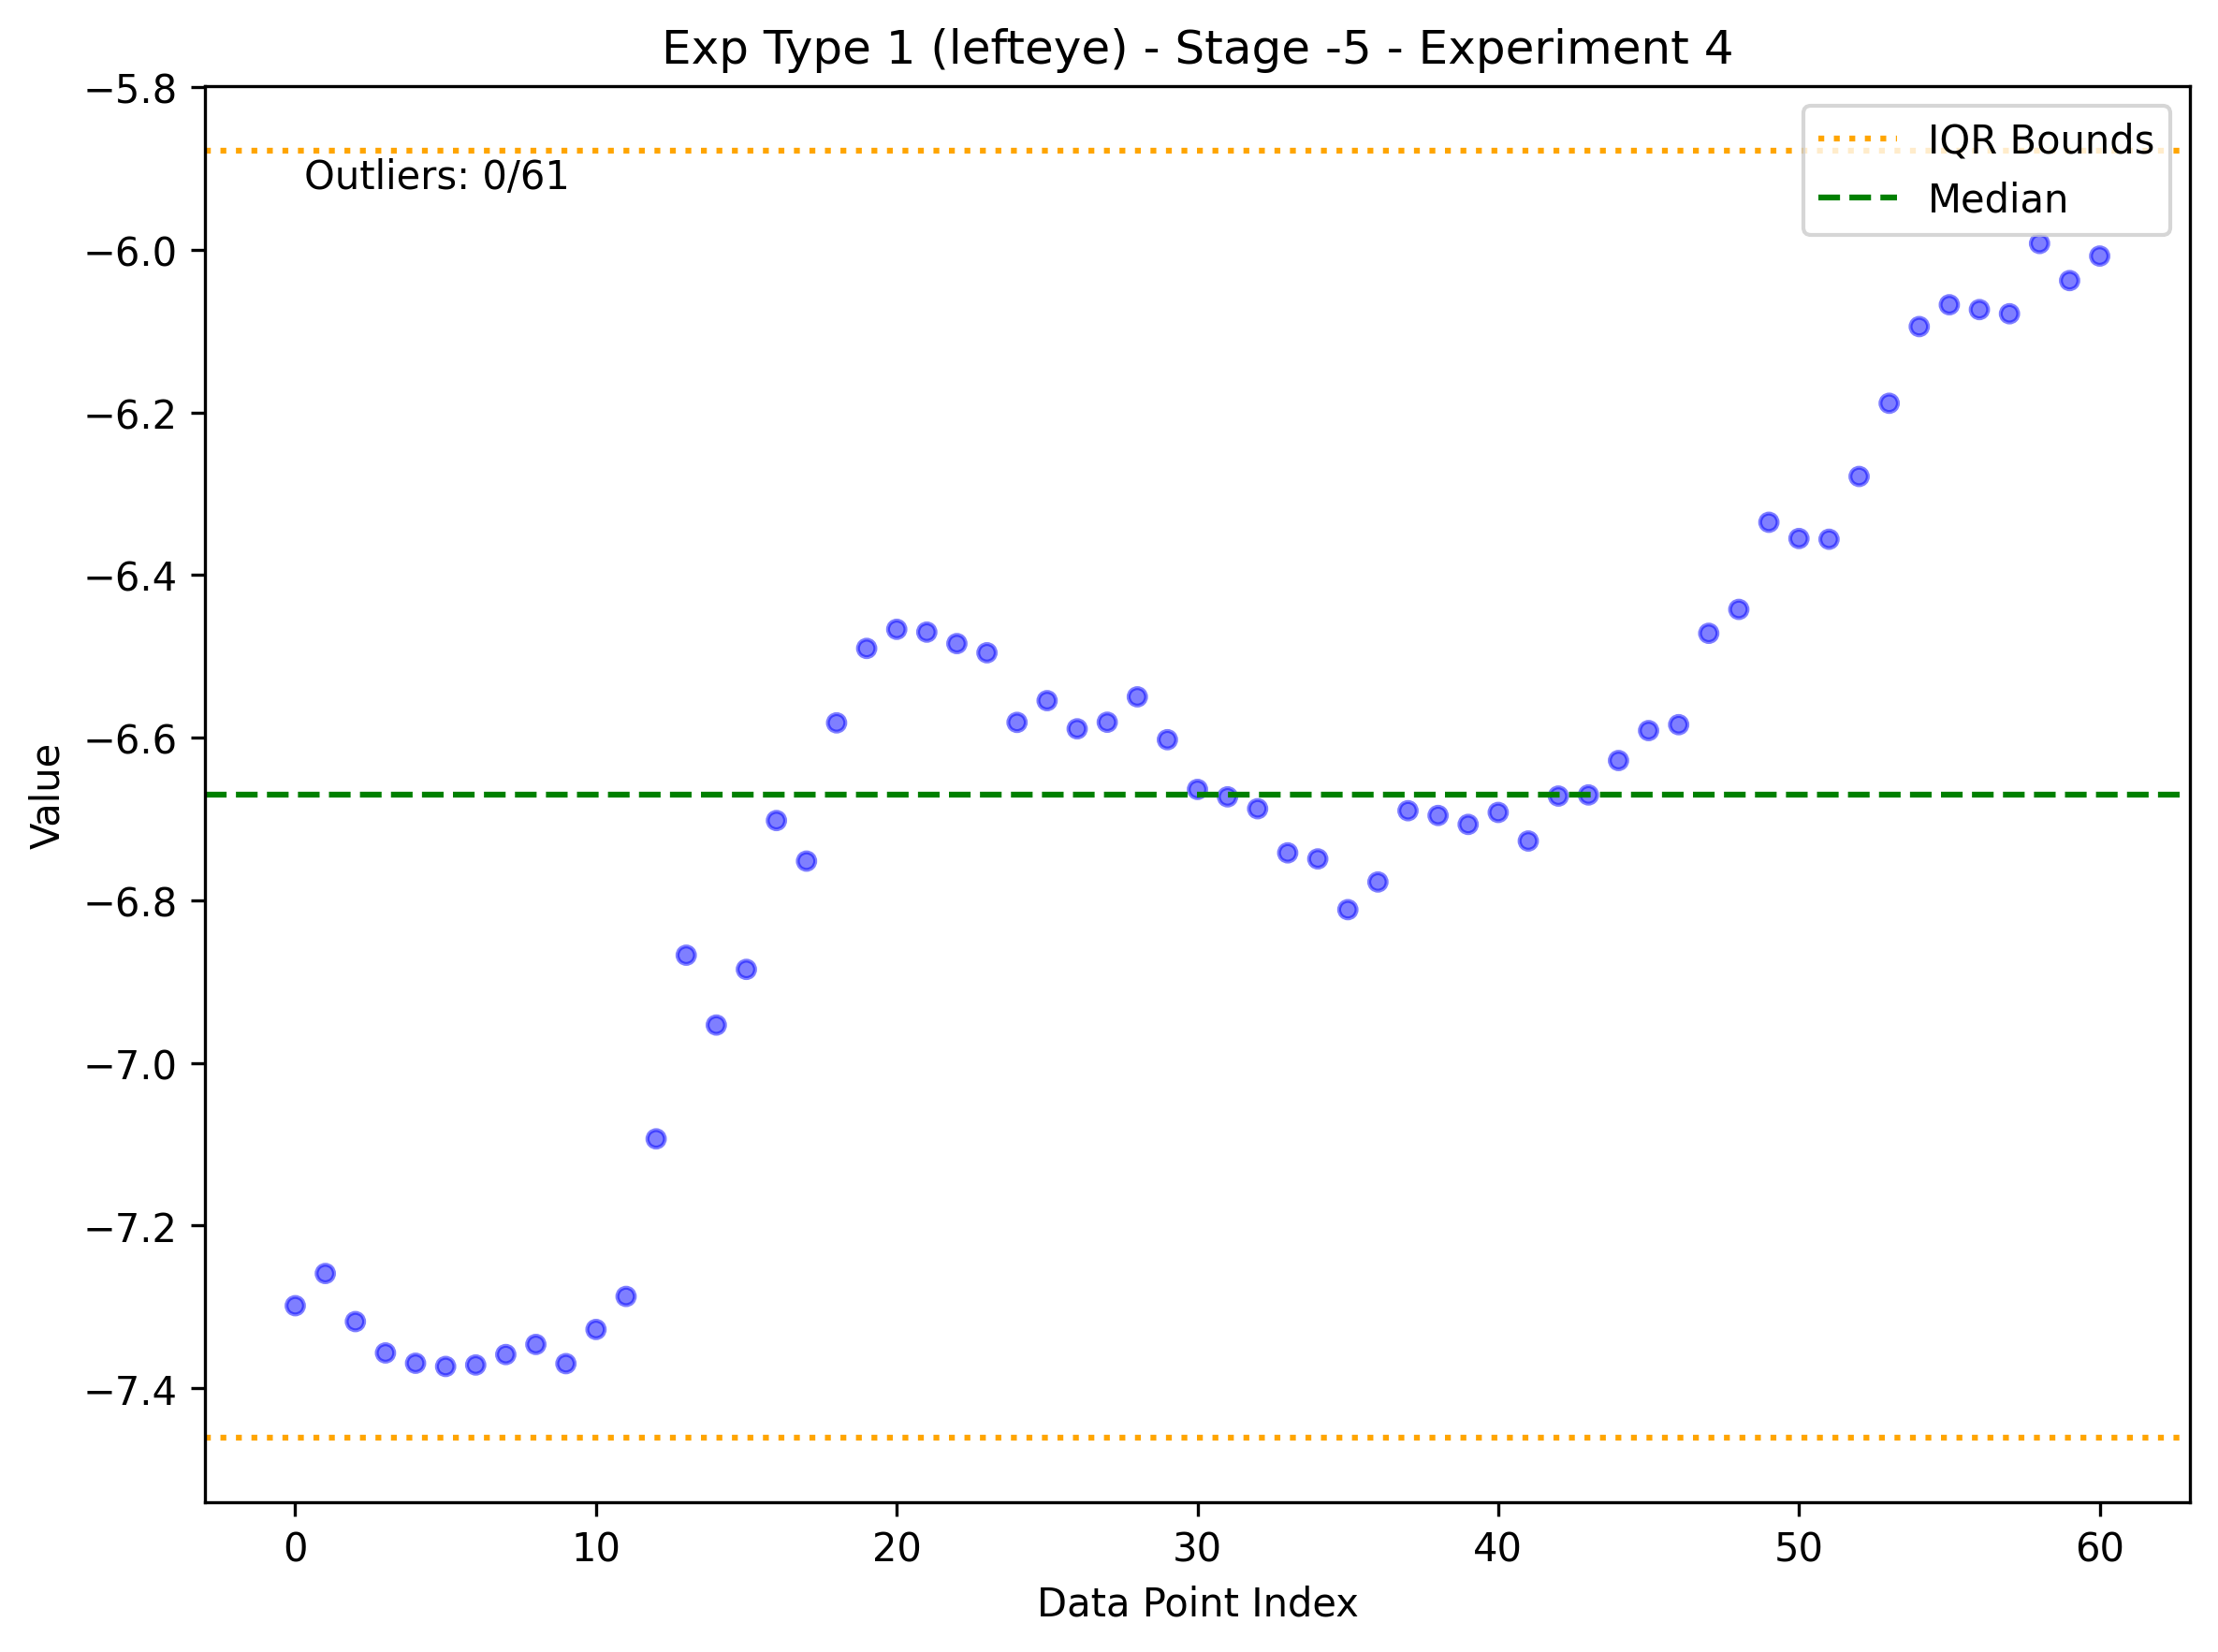 Exp Type 1 (lefteye) - Stage -5 - Experiment 4
−5.8
−6.0
−6.2
−6.4
−6.6
−6.8
−7.0
−7.2
−7.4
Value
Outliers: 0/61
IQR Bounds
Median
0
10
20
30
40
50
60
Data Point Index